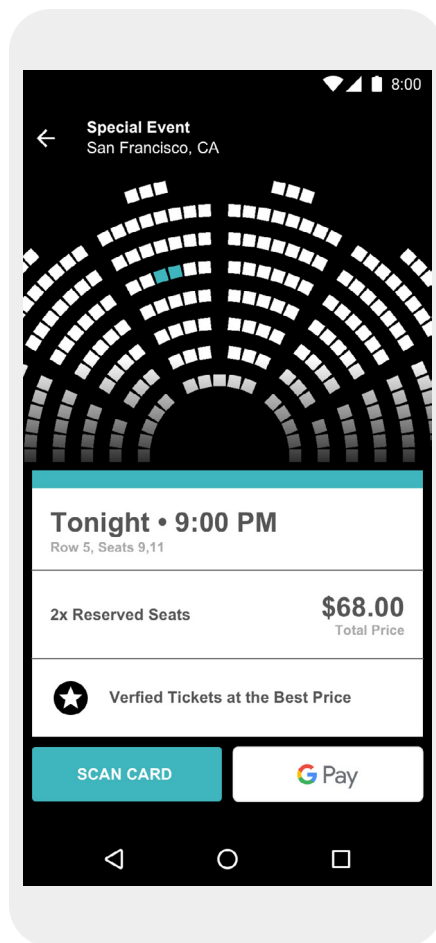 8:00
Special Event
San Francisco, CA
Tonight • 9:00 PM
Row 5, Seats 9,11
2x Reserved Seats
$68.00
Total Price
Verfied Tickets at the Best Price
SCAN CARD
G Pay